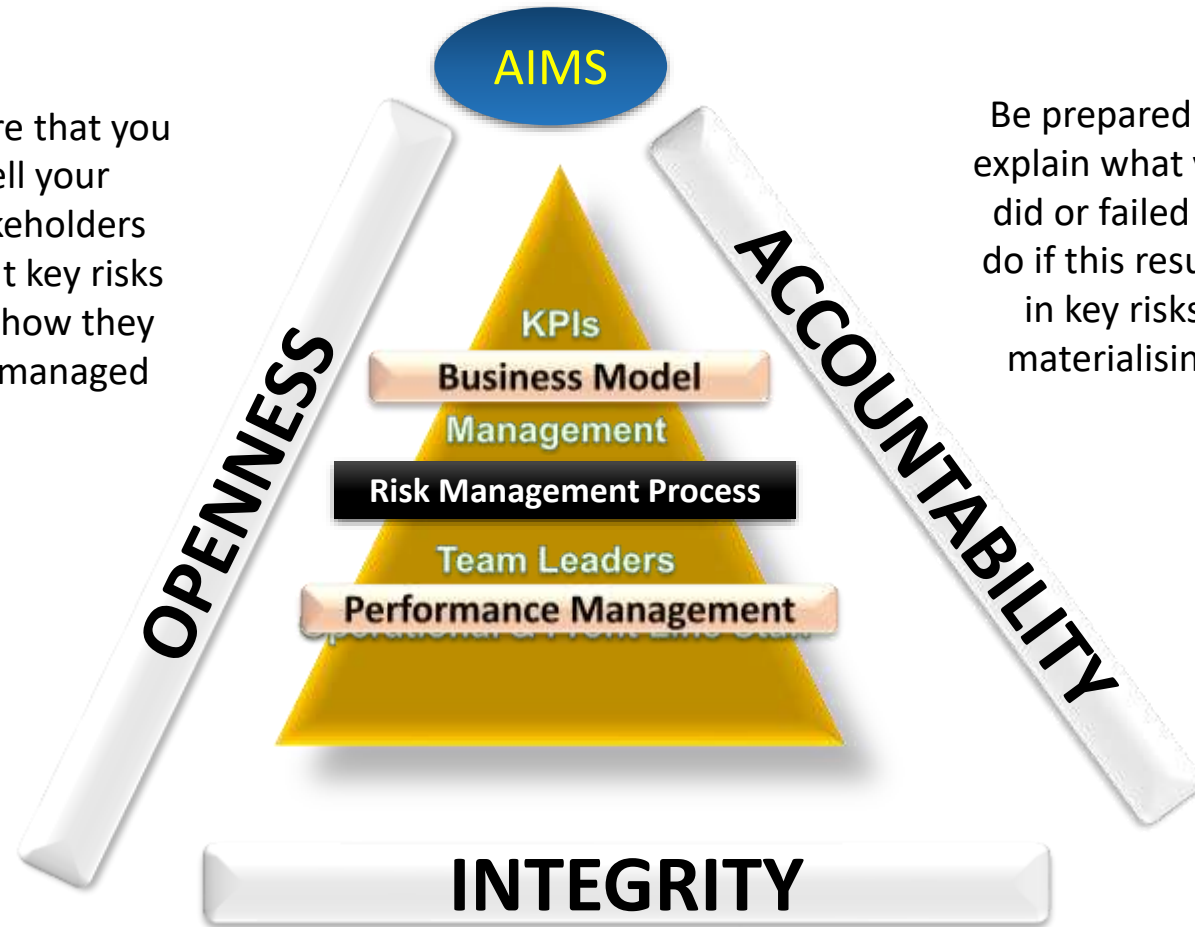 AIMS
re that you
ell your
keholders
t key risks
how they
managed
Be prepared
explain what
did or failed
do if this resu
in key risks
materialisin
OPENNESS
ACCOUNTABILITY
KPIs
Business Model
Management
Risk Management Process
Team Leaders
Performance Management
INTEGRITY